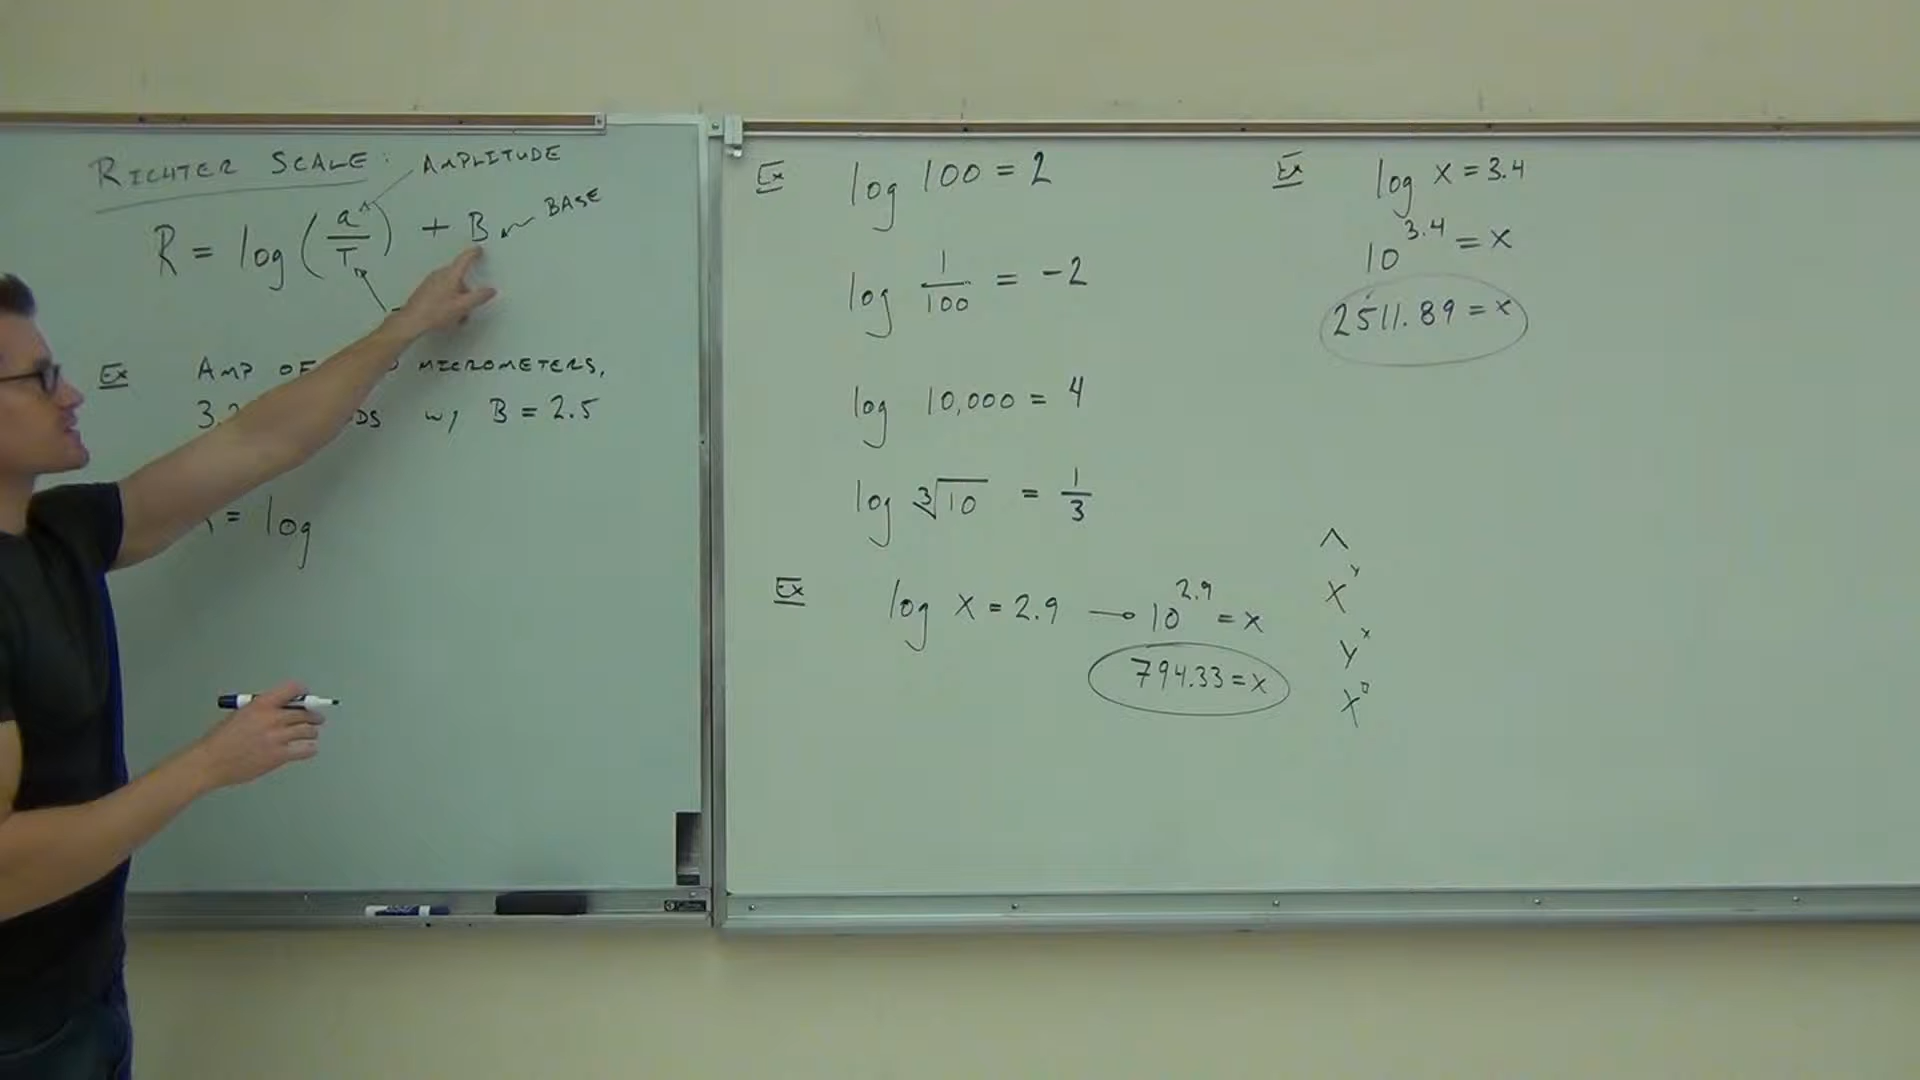 RICHTER SCALE: AMPLITUDE
R = log (a/T) + B BASE
Ex AMP OF MICROMETERS,
3. w/ B = 2.5
= log
Ex log 100 = 2
log 1/100 = -2
log 10,000 = 4
log ∛10 = 1/3
Ex log x = 2.9 → 10^2.9 = x
794.33 = x
^
x^y
y^x
x^□
Ex log x = 3.4
10^3.4 = x
2511.89 = x